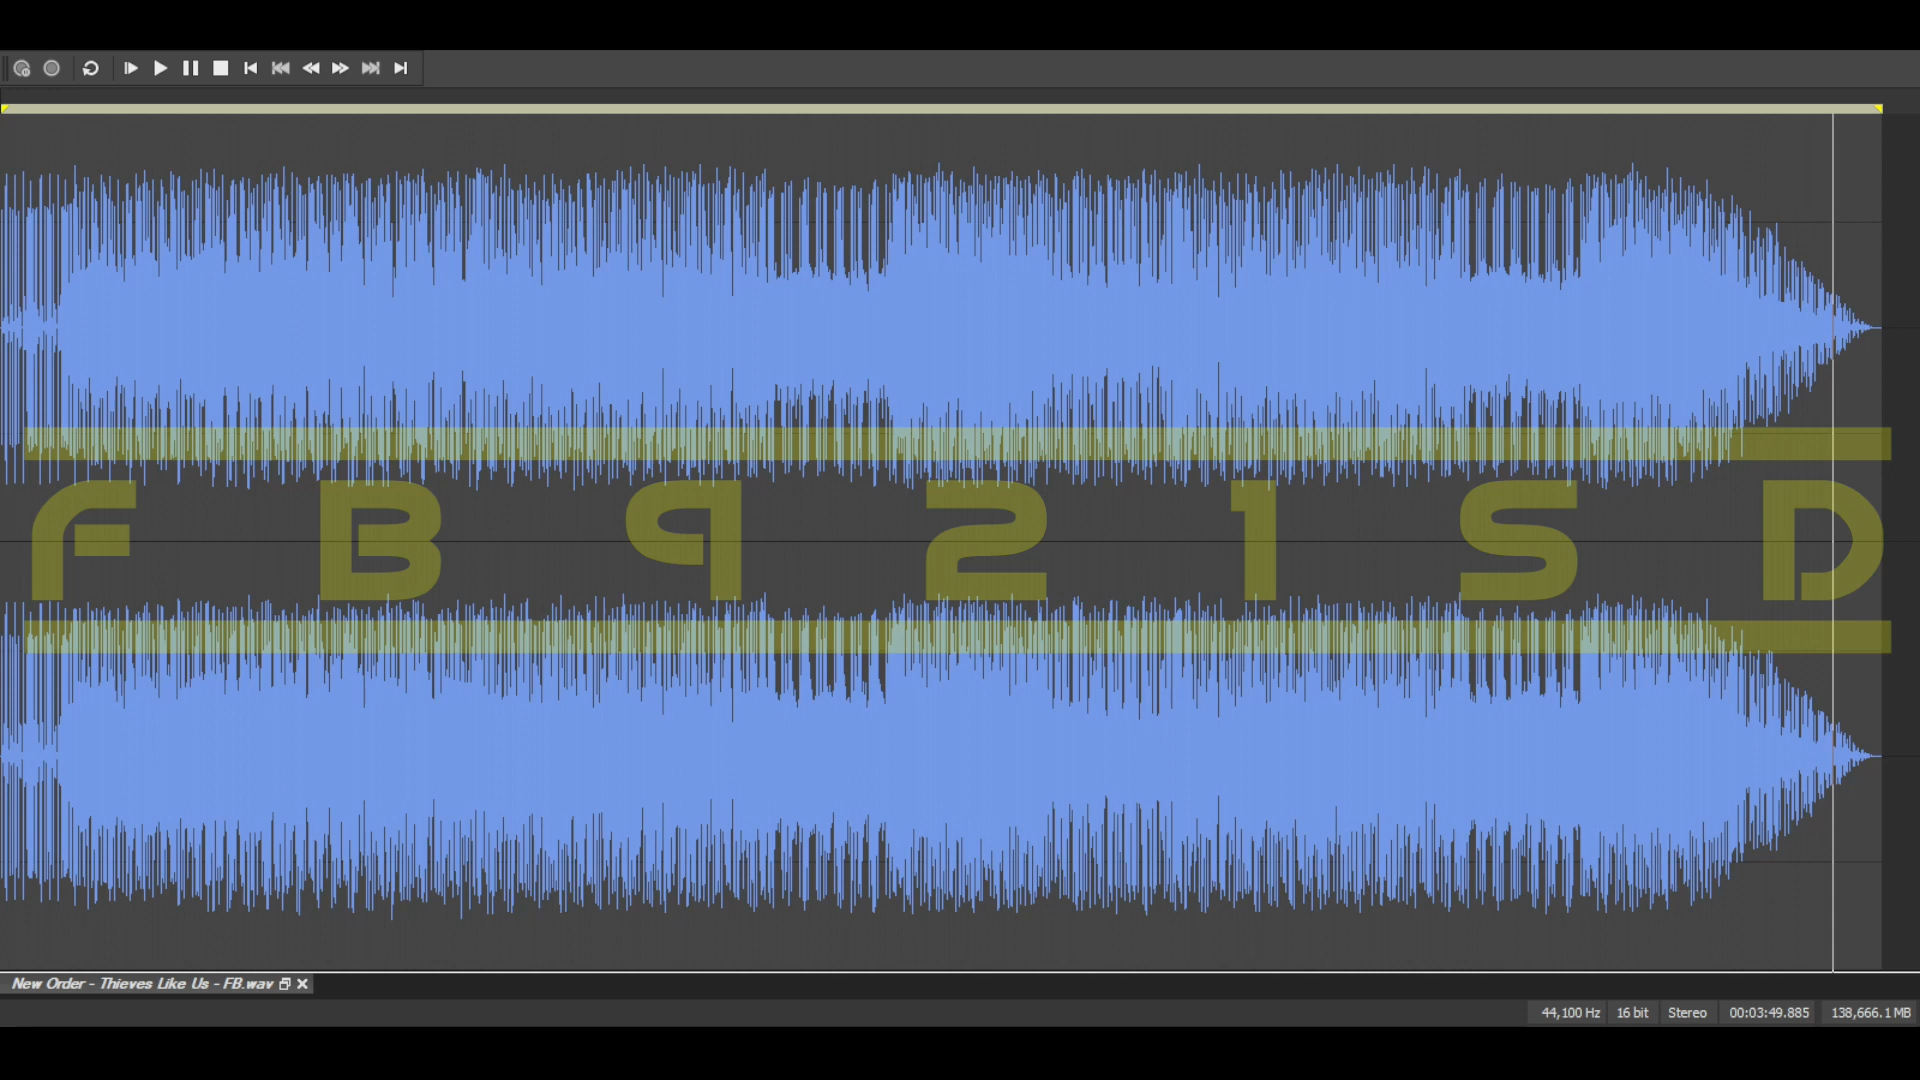 F B 9 2 1 S D
New Order - Thieves Like Us - FB.wav
44,100 Hz 16 bit Stereo 00:03:49.885 138,666.1 MB